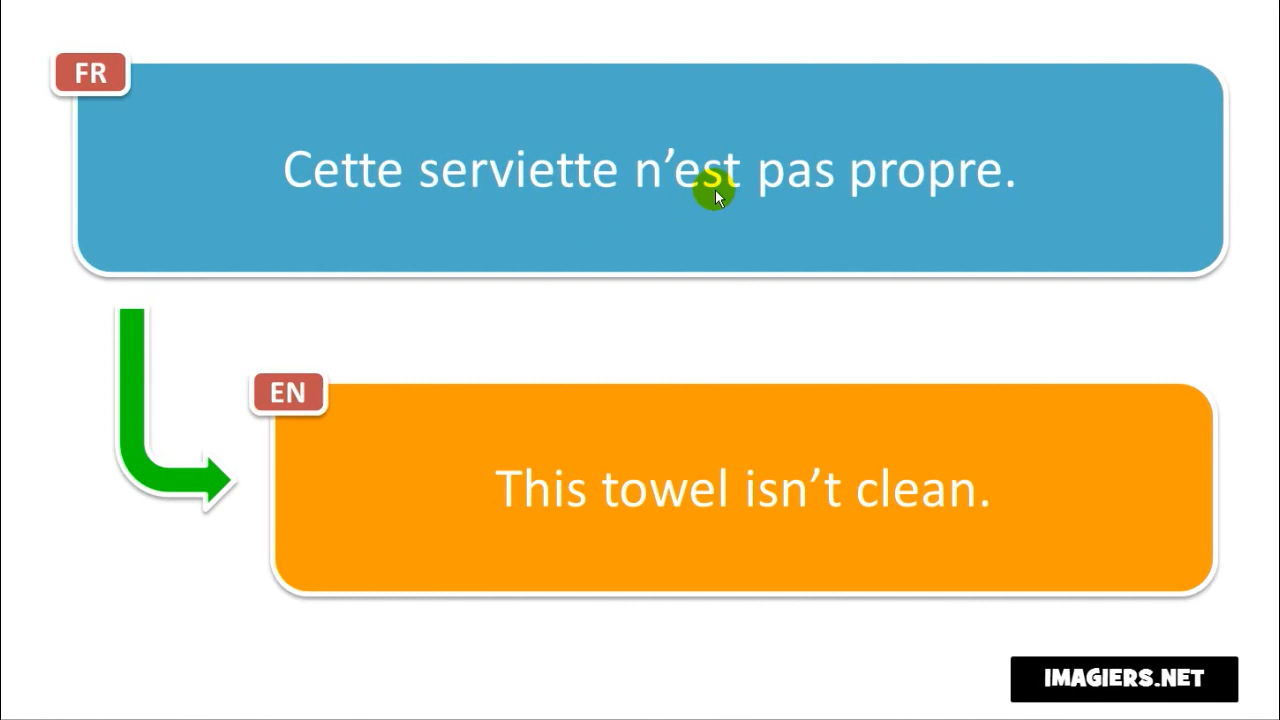 FR
Cette serviette n’est pas propre.
EN
This towel isn’t clean.
IMAGIERS.NET